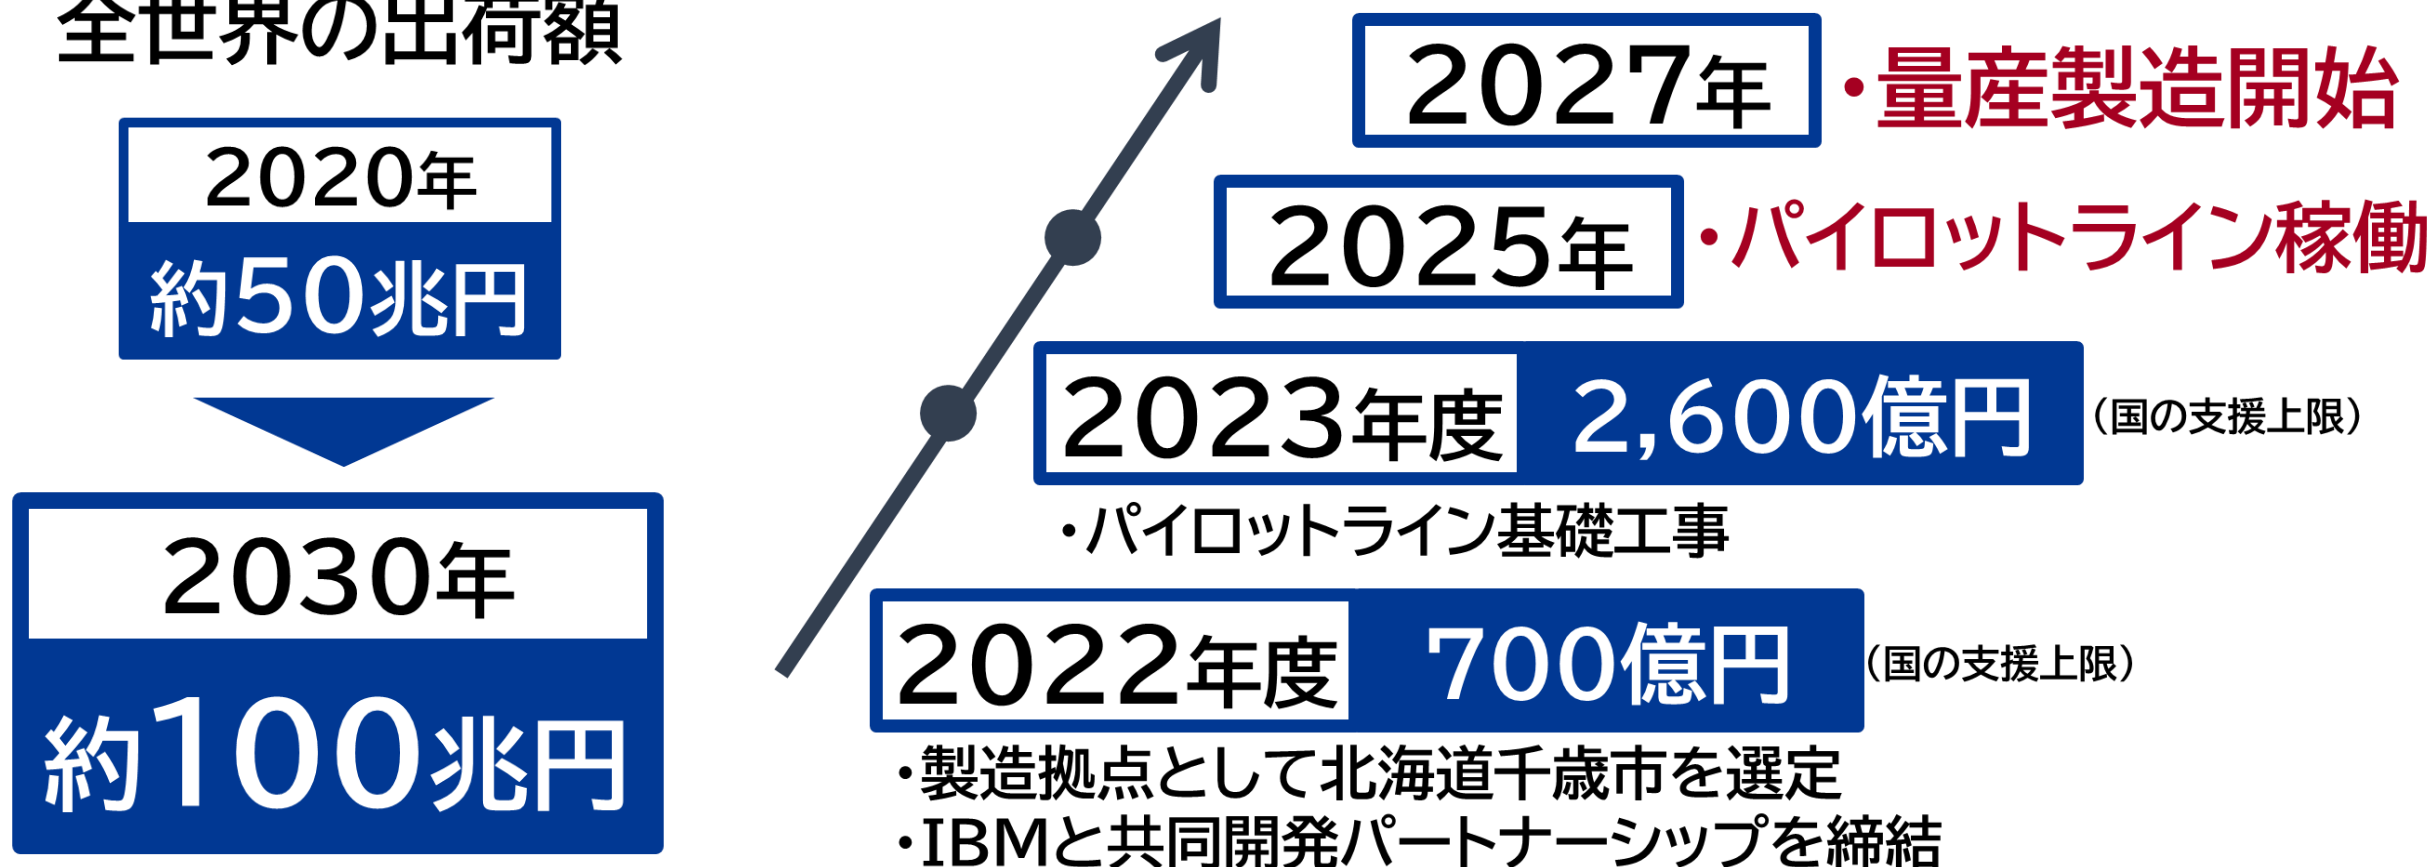 全世界の出荷額
2020年
約50兆円
2030年
約100兆円
2027年 ・量産製造開始
2025年 ・パイロットライン稼働
2023年度 2,600億円 (国の支援上限)
・パイロットライン基礎工事
2022年度 700億円 (国の支援上限)
・製造拠点として北海道千歳市を選定
・IBMと共同開発パートナーシップを締結